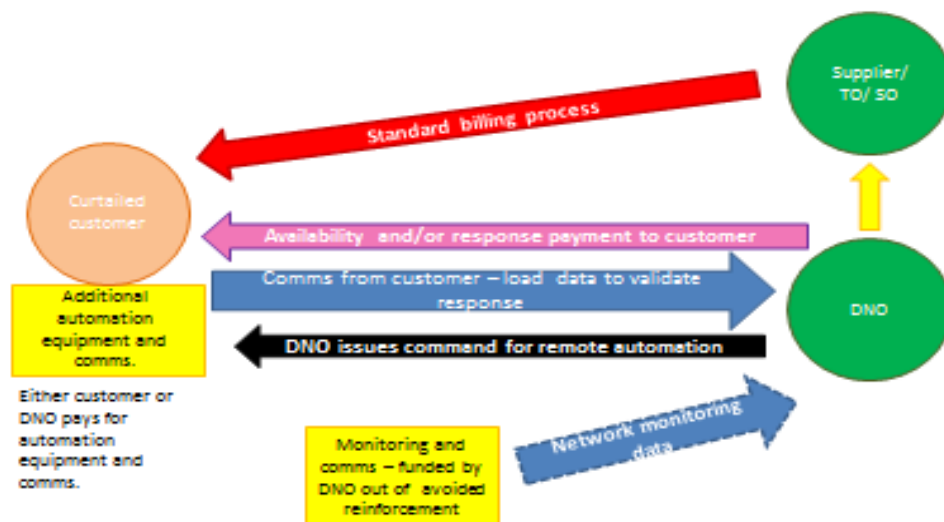 Supplier/
TO/ SO
Standard billing process
Curtailed
customer
Availability and/or response payment to customer
Comms from customer – load data to validate
response
DNO
Additional
automation
equipment and
comms.
DNO issues command for remote automation
Either customer or
DNO pays for
automation
equipment and
comms.
Network monitoring
data
Monitoring and
comms – funded by
DNO out of avoided
reinforcement